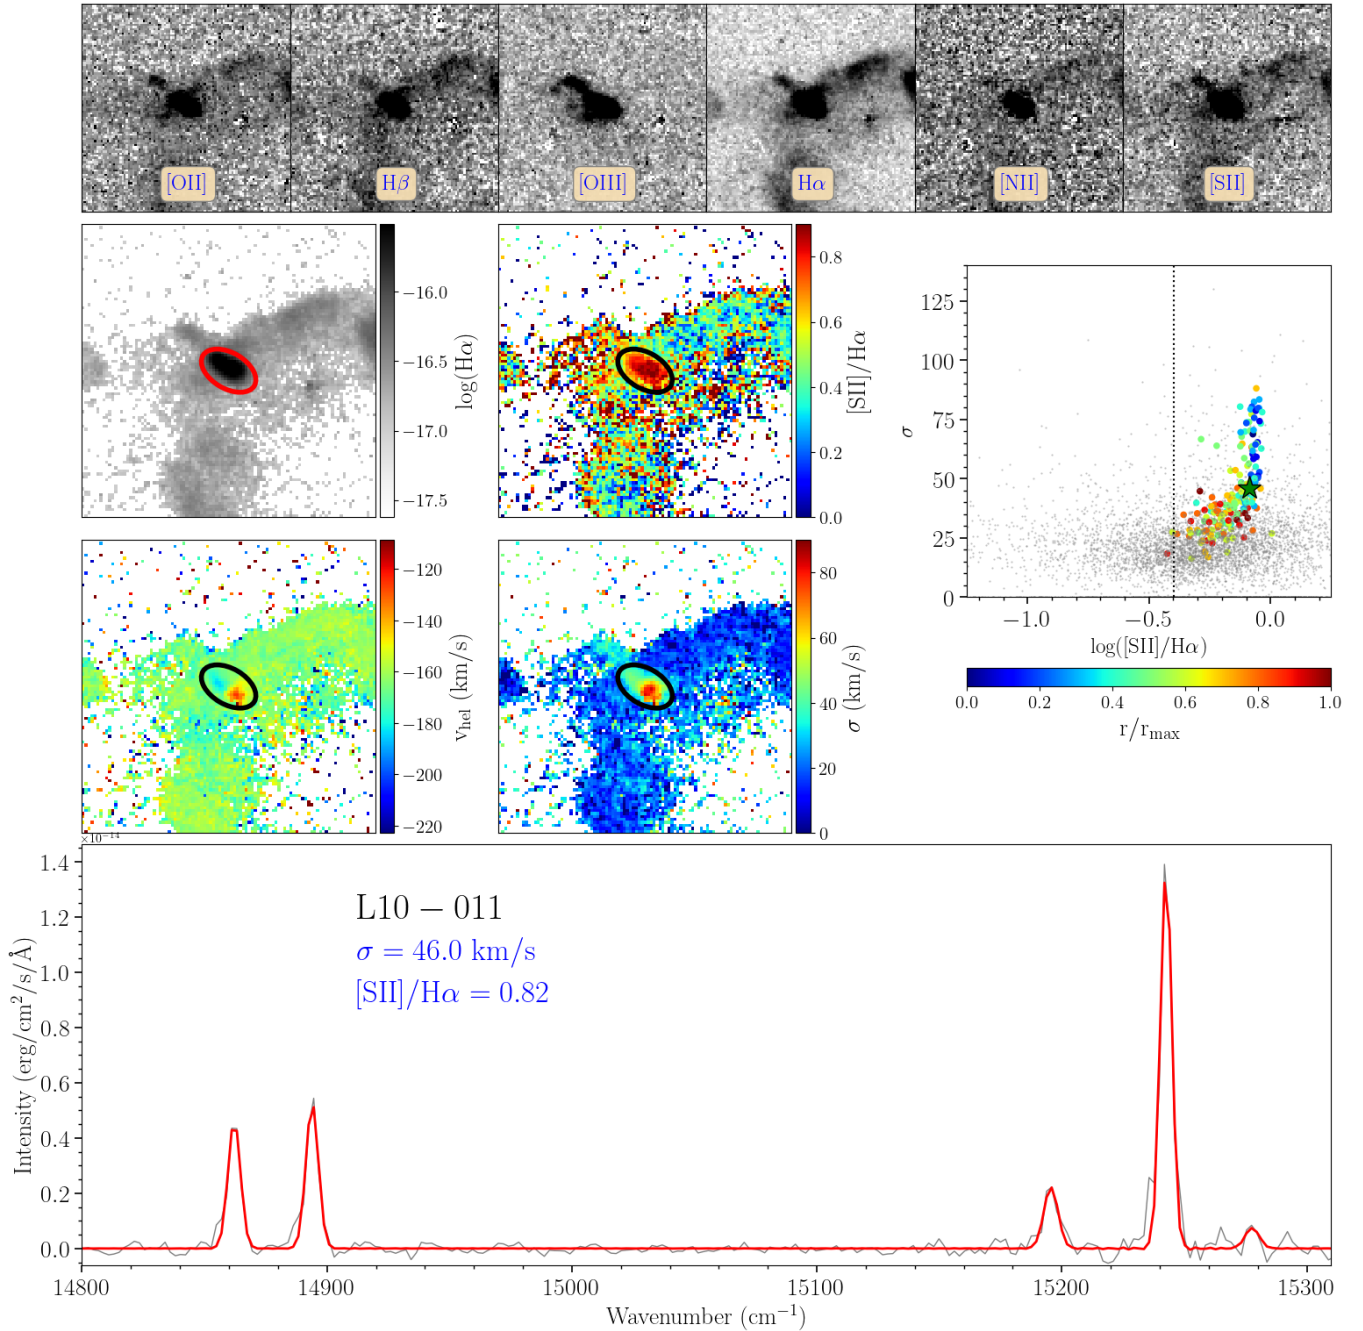 [OII]
Hβ
[OIII]
Hα
[NII]
[SII]
−16.0
−16.5
−17.0
−17.5
log(Hα)
0.8
0.6
0.4
0.2
0.0
[SII]/Hα
125
100
75
50
25
0
σ
−1.0
−0.5
0.0
log([SII]/Hα)
0.0
0.2
0.4
0.6
0.8
1.0
r/r_max
−120
−140
−160
−180
−200
−220
v_hel (km/s)
80
60
40
20
0
σ (km/s)
×10^−14
1.4
1.2
1.0
0.8
0.6
0.4
0.2
0.0
Intensity (erg/cm²/s/Å)
L10 − 011
σ = 46.0 km/s
[SII]/Hα = 0.82
14800
14900
15000
15100
15200
15300
Wavenumber (cm⁻¹)